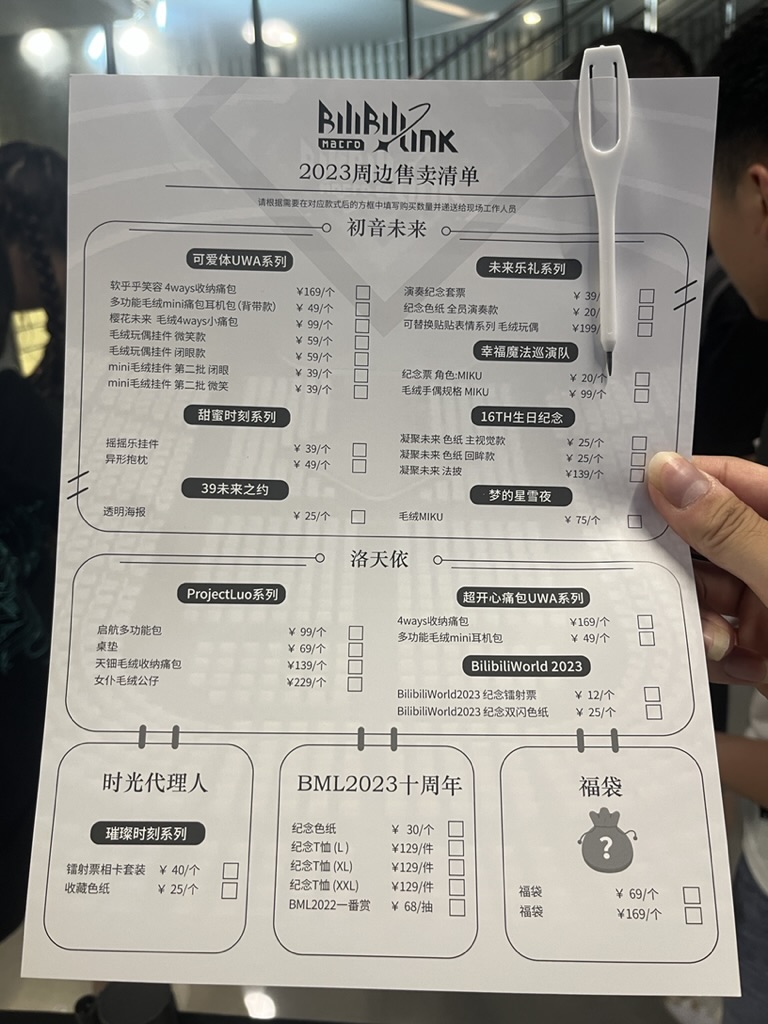 BiliBili
MACRO LINK
2023周边售卖清单
请根据需要在对应款式后的方框中填写购买数量并递送给现场工作人员
初音未来
可爱体UWA系列
软乎乎笑容 4ways收纳痛包 ¥169/个
多功能毛绒mini痛包耳机包(背带款) ¥ 49/个
樱花未来 毛绒4ways小痛包 ¥ 99/个
毛绒玩偶挂件 微笑款 ¥ 59/个
毛绒玩偶挂件 闭眼款 ¥ 59/个
mini毛绒挂件 第二批 闭眼 ¥ 39/个
mini毛绒挂件 第二批 微笑 ¥ 39/个
甜蜜时刻系列
摇摇乐挂件 ¥ 39/个
异形抱枕 ¥ 49/个
39未来之约
透明海报 ¥ 25/个
未来乐礼系列
演奏纪念套票 ¥ 39/
纪念色纸 全员演奏款 ¥ 20/
可替换贴贴表情系列 毛绒玩偶 ¥199/
幸福魔法巡演队
纪念票 角色:MIKU ¥ 20/个
毛绒手偶规格 MIKU ¥ 99/个
16TH生日纪念
凝聚未来 色纸 主视觉款 ¥ 25/个
凝聚未来 色纸 回眸款 ¥ 25/个
凝聚未来 法披 ¥139/个
梦的星雪夜
毛绒MIKU ¥ 75/个
洛天依
ProjectLuo系列
启航多功能包 ¥ 99/个
桌垫 ¥ 69/个
天钿毛绒收纳痛包 ¥139/个
女仆毛绒公仔 ¥229/个
超开心痛包UWA系列
4ways收纳痛包 ¥169/个
多功能毛绒mini耳机包 ¥ 49/个
BilibiliWorld 2023
BilibiliWorld2023 纪念镭射票 ¥ 12/个
BilibiliWorld2023 纪念双闪色纸 ¥ 25/个
时光代理人
璀璨时刻系列
镭射票相卡套装 ¥ 40/个
收藏色纸 ¥ 25/个
BML2023十周年
纪念色纸 ¥ 30/个
纪念T恤 (L ) ¥129/件
纪念T恤 (XL) ¥129/件
纪念T恤 (XXL) ¥129/件
BML2022一番赏 ¥ 68/抽
福袋
?
福袋 ¥ 69/个
福袋 ¥169/个